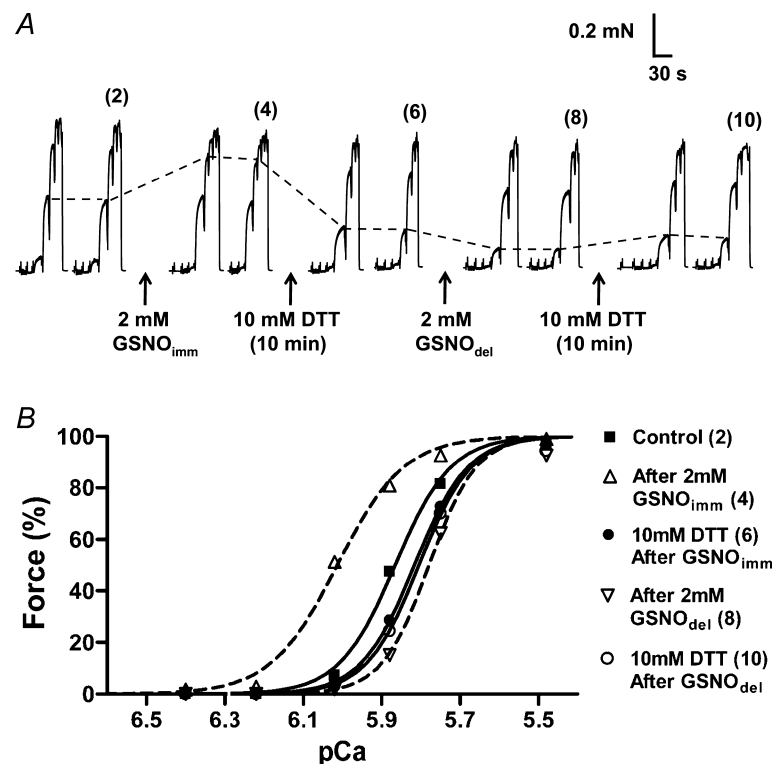 A
0.2 mN
30 s
(2)
(4)
(6)
(8)
(10)
2 mM
GSNOimm
10 mM DTT
(10 min)
2 mM
GSNOdel
10 mM DTT
(10 min)
B
Force (%)
100
80
60
40
20
0
6.5
6.3
6.1
5.9
5.7
5.5
pCa
Control (2)
After 2mM
GSNOimm (4)
10mM DTT (6)
After GSNOimm
After 2mM
GSNOdel (8)
10mM DTT (10)
After GSNOdel